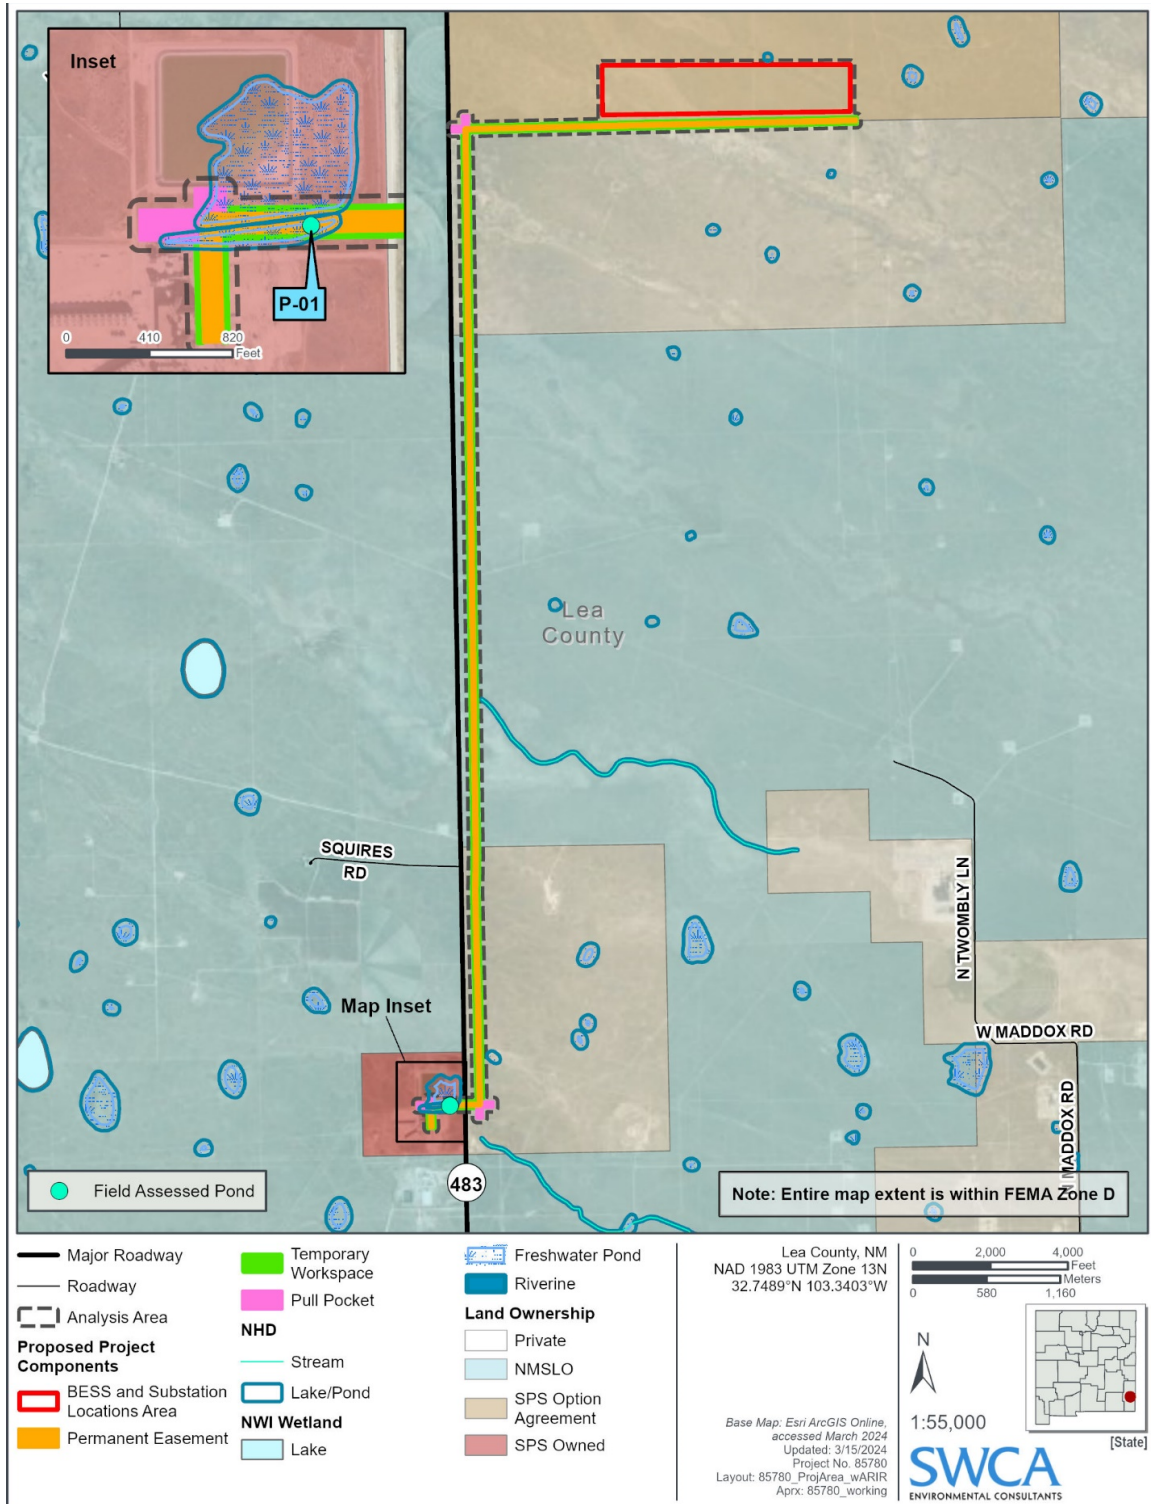 Inset
P-01
0 410 820
Feet
Lea
County
SQUIRES
RD
N TWOMBLY LN
Map Inset
W MADDOX RD
MADDOX RD
483
Field Assessed Pond
Note: Entire map extent is within FEMA Zone D
Major Roadway
Roadway
Analysis Area
Proposed Project
Components
BESS and Substation
Locations Area
Permanent Easement
Temporary
Workspace
Pull Pocket
NHD
Stream
Lake/Pond
NWI Wetland
Lake
Freshwater Pond
Riverine
Land Ownership
Private
NMSLO
SPS Option
Agreement
SPS Owned
Lea County, NM
NAD 1983 UTM Zone 13N
32.7489°N 103.3403°W
Base Map: Esri ArcGIS Online,
accessed March 2024
Updated: 3/15/2024
Project No. 85780
Layout: 85780_ProjArea_wARIR
Aprx: 85780_working
0 2,000 4,000
Feet
Meters
0 580 1,160
N
1:55,000
[State]
SWCA
ENVIRONMENTAL CONSULTANTS